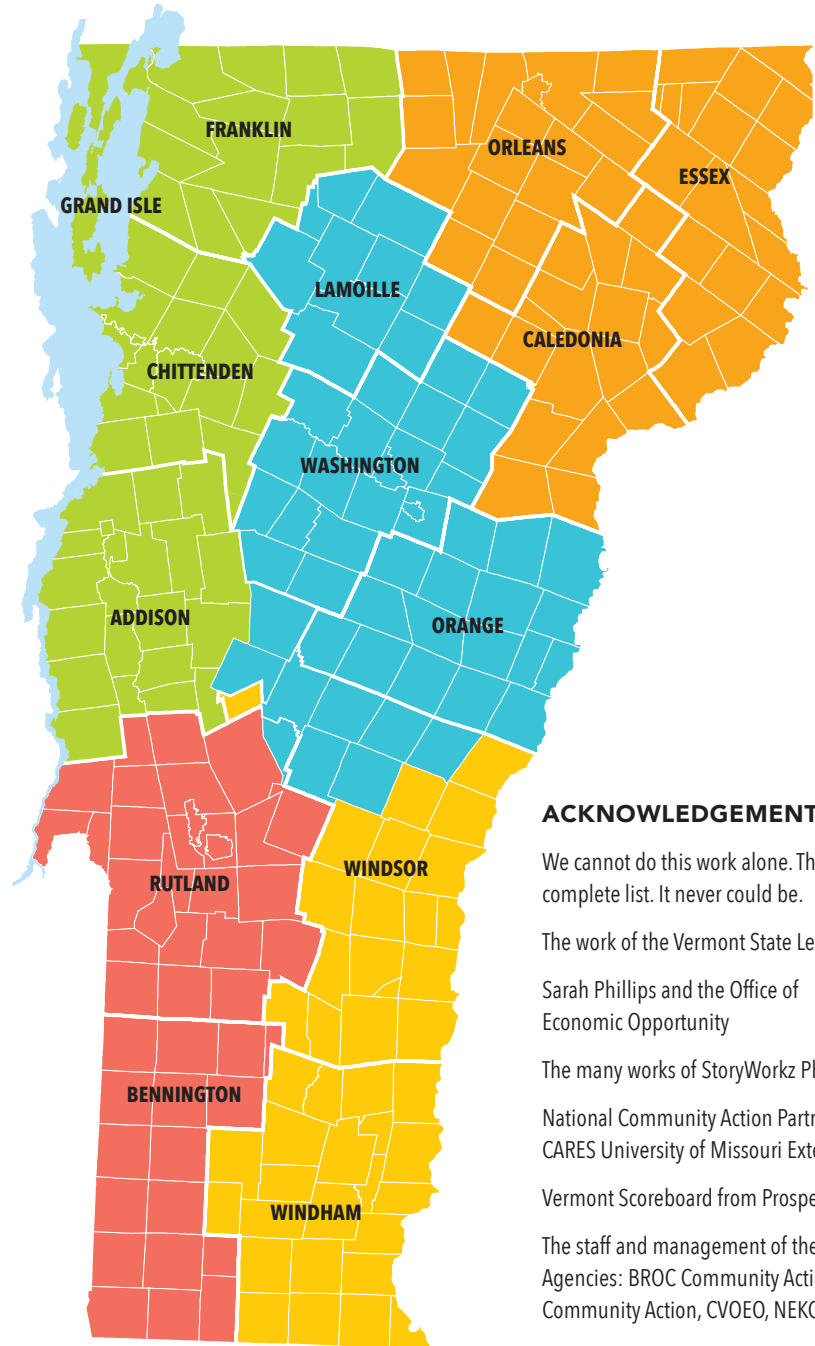 FRANKLIN
ORLEANS
ESSEX
GRAND ISLE
LAMOILLE
CALEDONIA
CHITTENDEN
WASHINGTON
ADDISON
ORANGE
WINDSOR
RUTLAND
BENNINGTON
WINDHAM
ACKNOWLEDGEMENT
We cannot do this work alone. Th
complete list. It never could be.
The work of the Vermont State Le
Sarah Phillips and the Office of
Economic Opportunity
The many works of StoryWorkz Ph
National Community Action Partn
CARES University of Missouri Exte
Vermont Scoreboard from Prospe
The staff and management of the
Agencies: BROC Community Acti
Community Action, CVOEO, NEKC